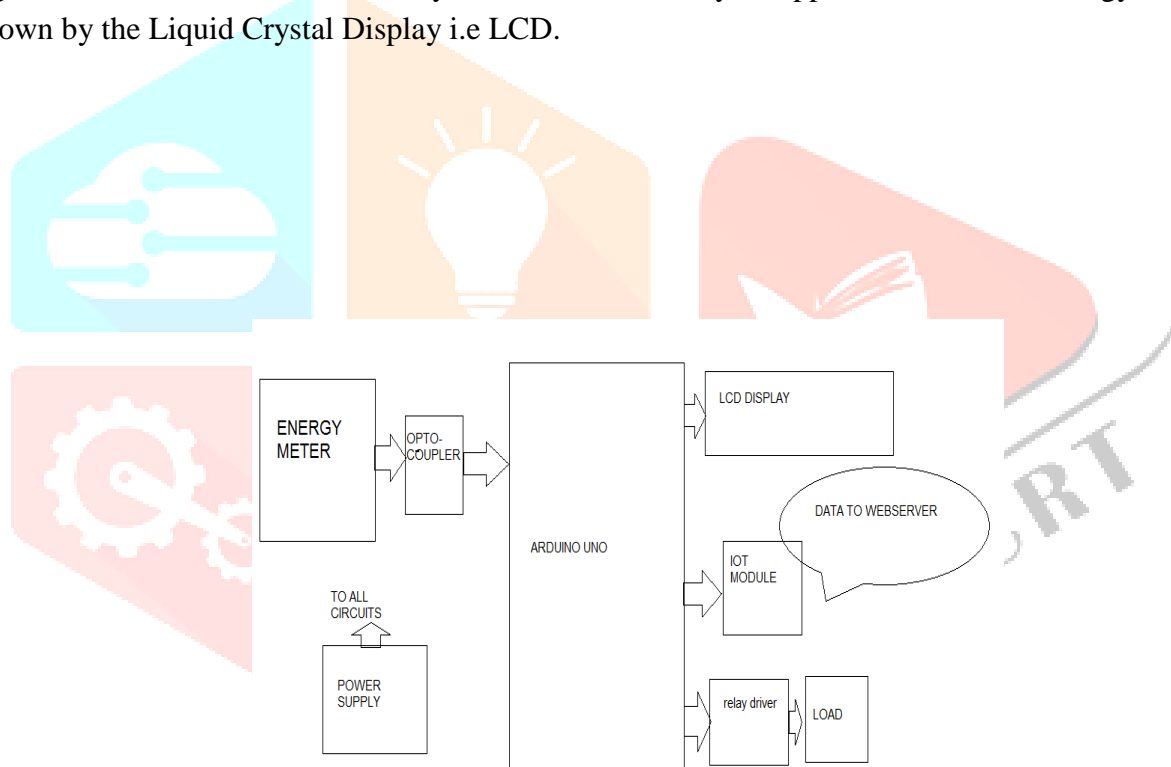 own by the Liquid Crystal Display i.e LCD.
ENERGY
METER
OPTO-
COUPLER
ARDUINO UNO
LCD DISPLAY
DATA TO WEBSERVER
IOT
MODULE
TO ALL
CIRCUITS
POWER
SUPPLY
relay driver
LOAD